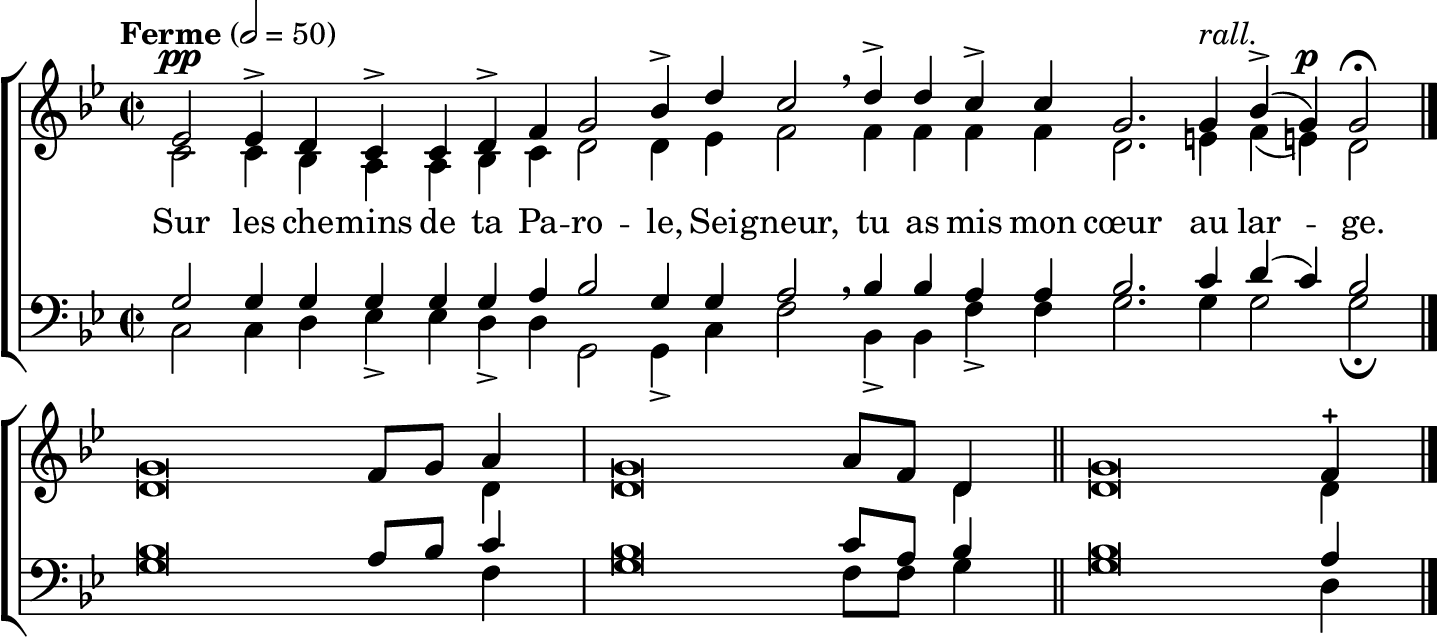 Ferme (𝅗𝅥 = 50)
rall.
pp
p
Sur les chemins de ta Pa -- ro -- le, Seigneur, tu as mis mon cœur au lar -- ge.